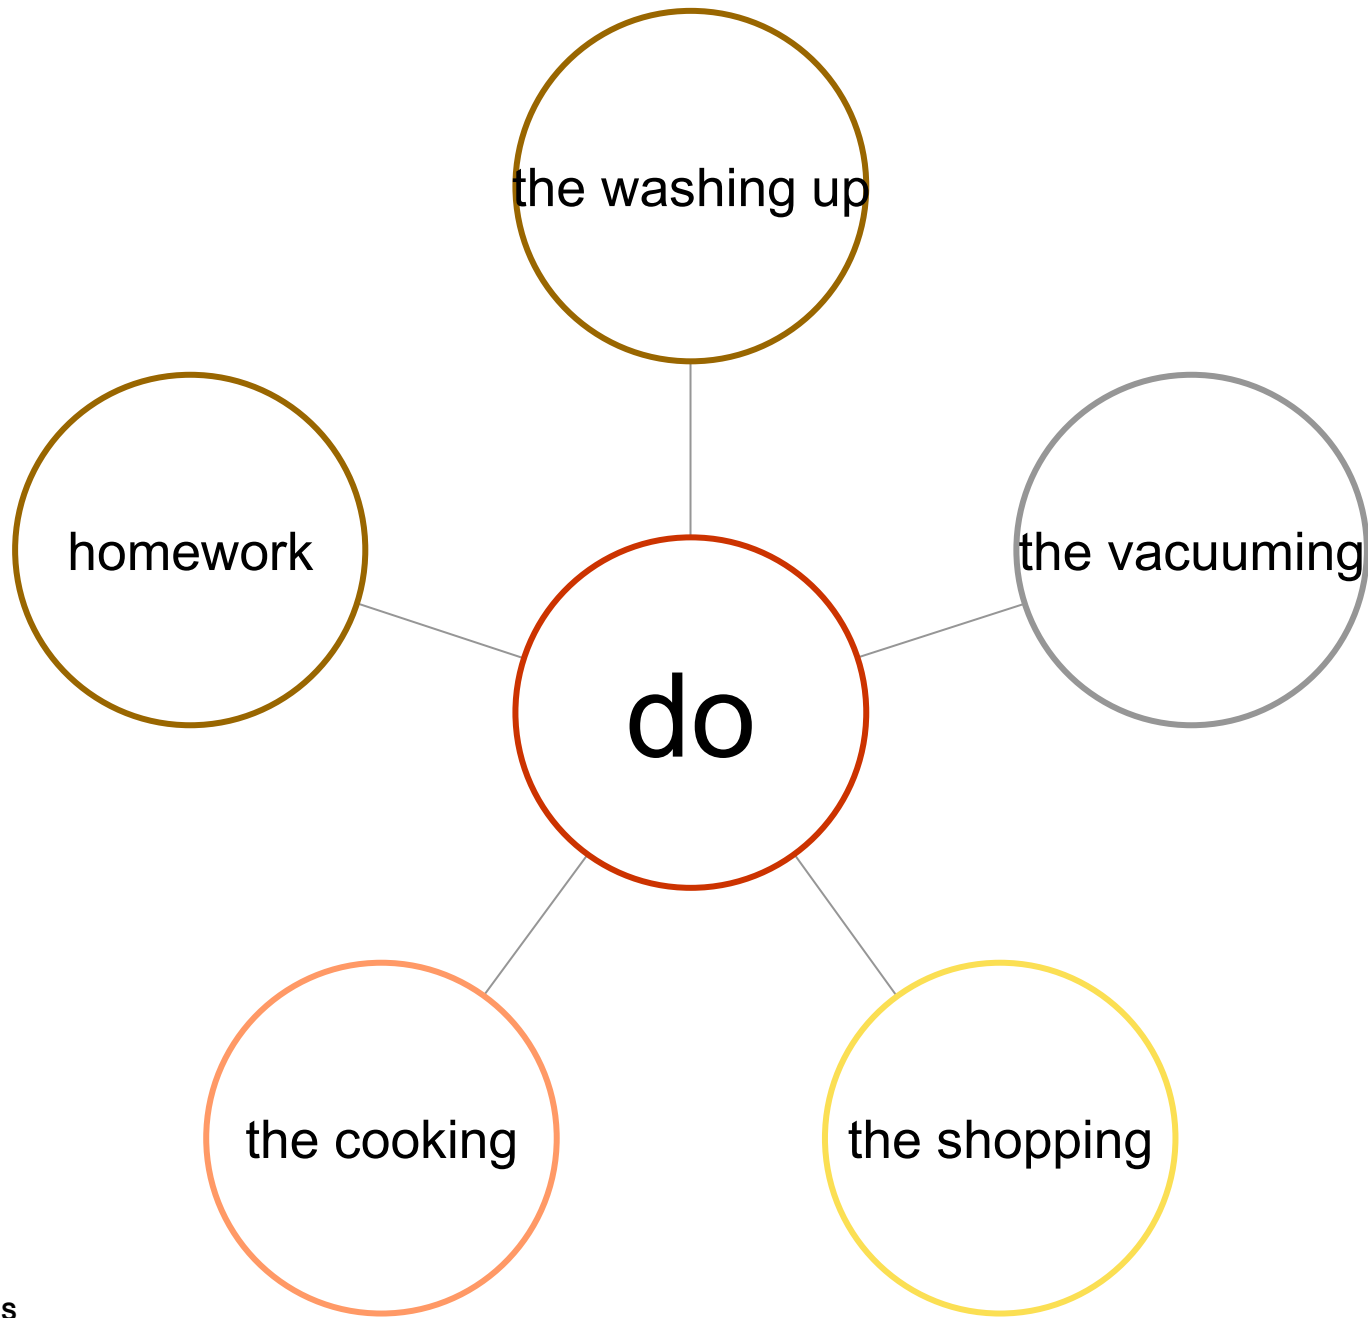 the washing up
homework
the vacuuming
do
the cooking
the shopping
s